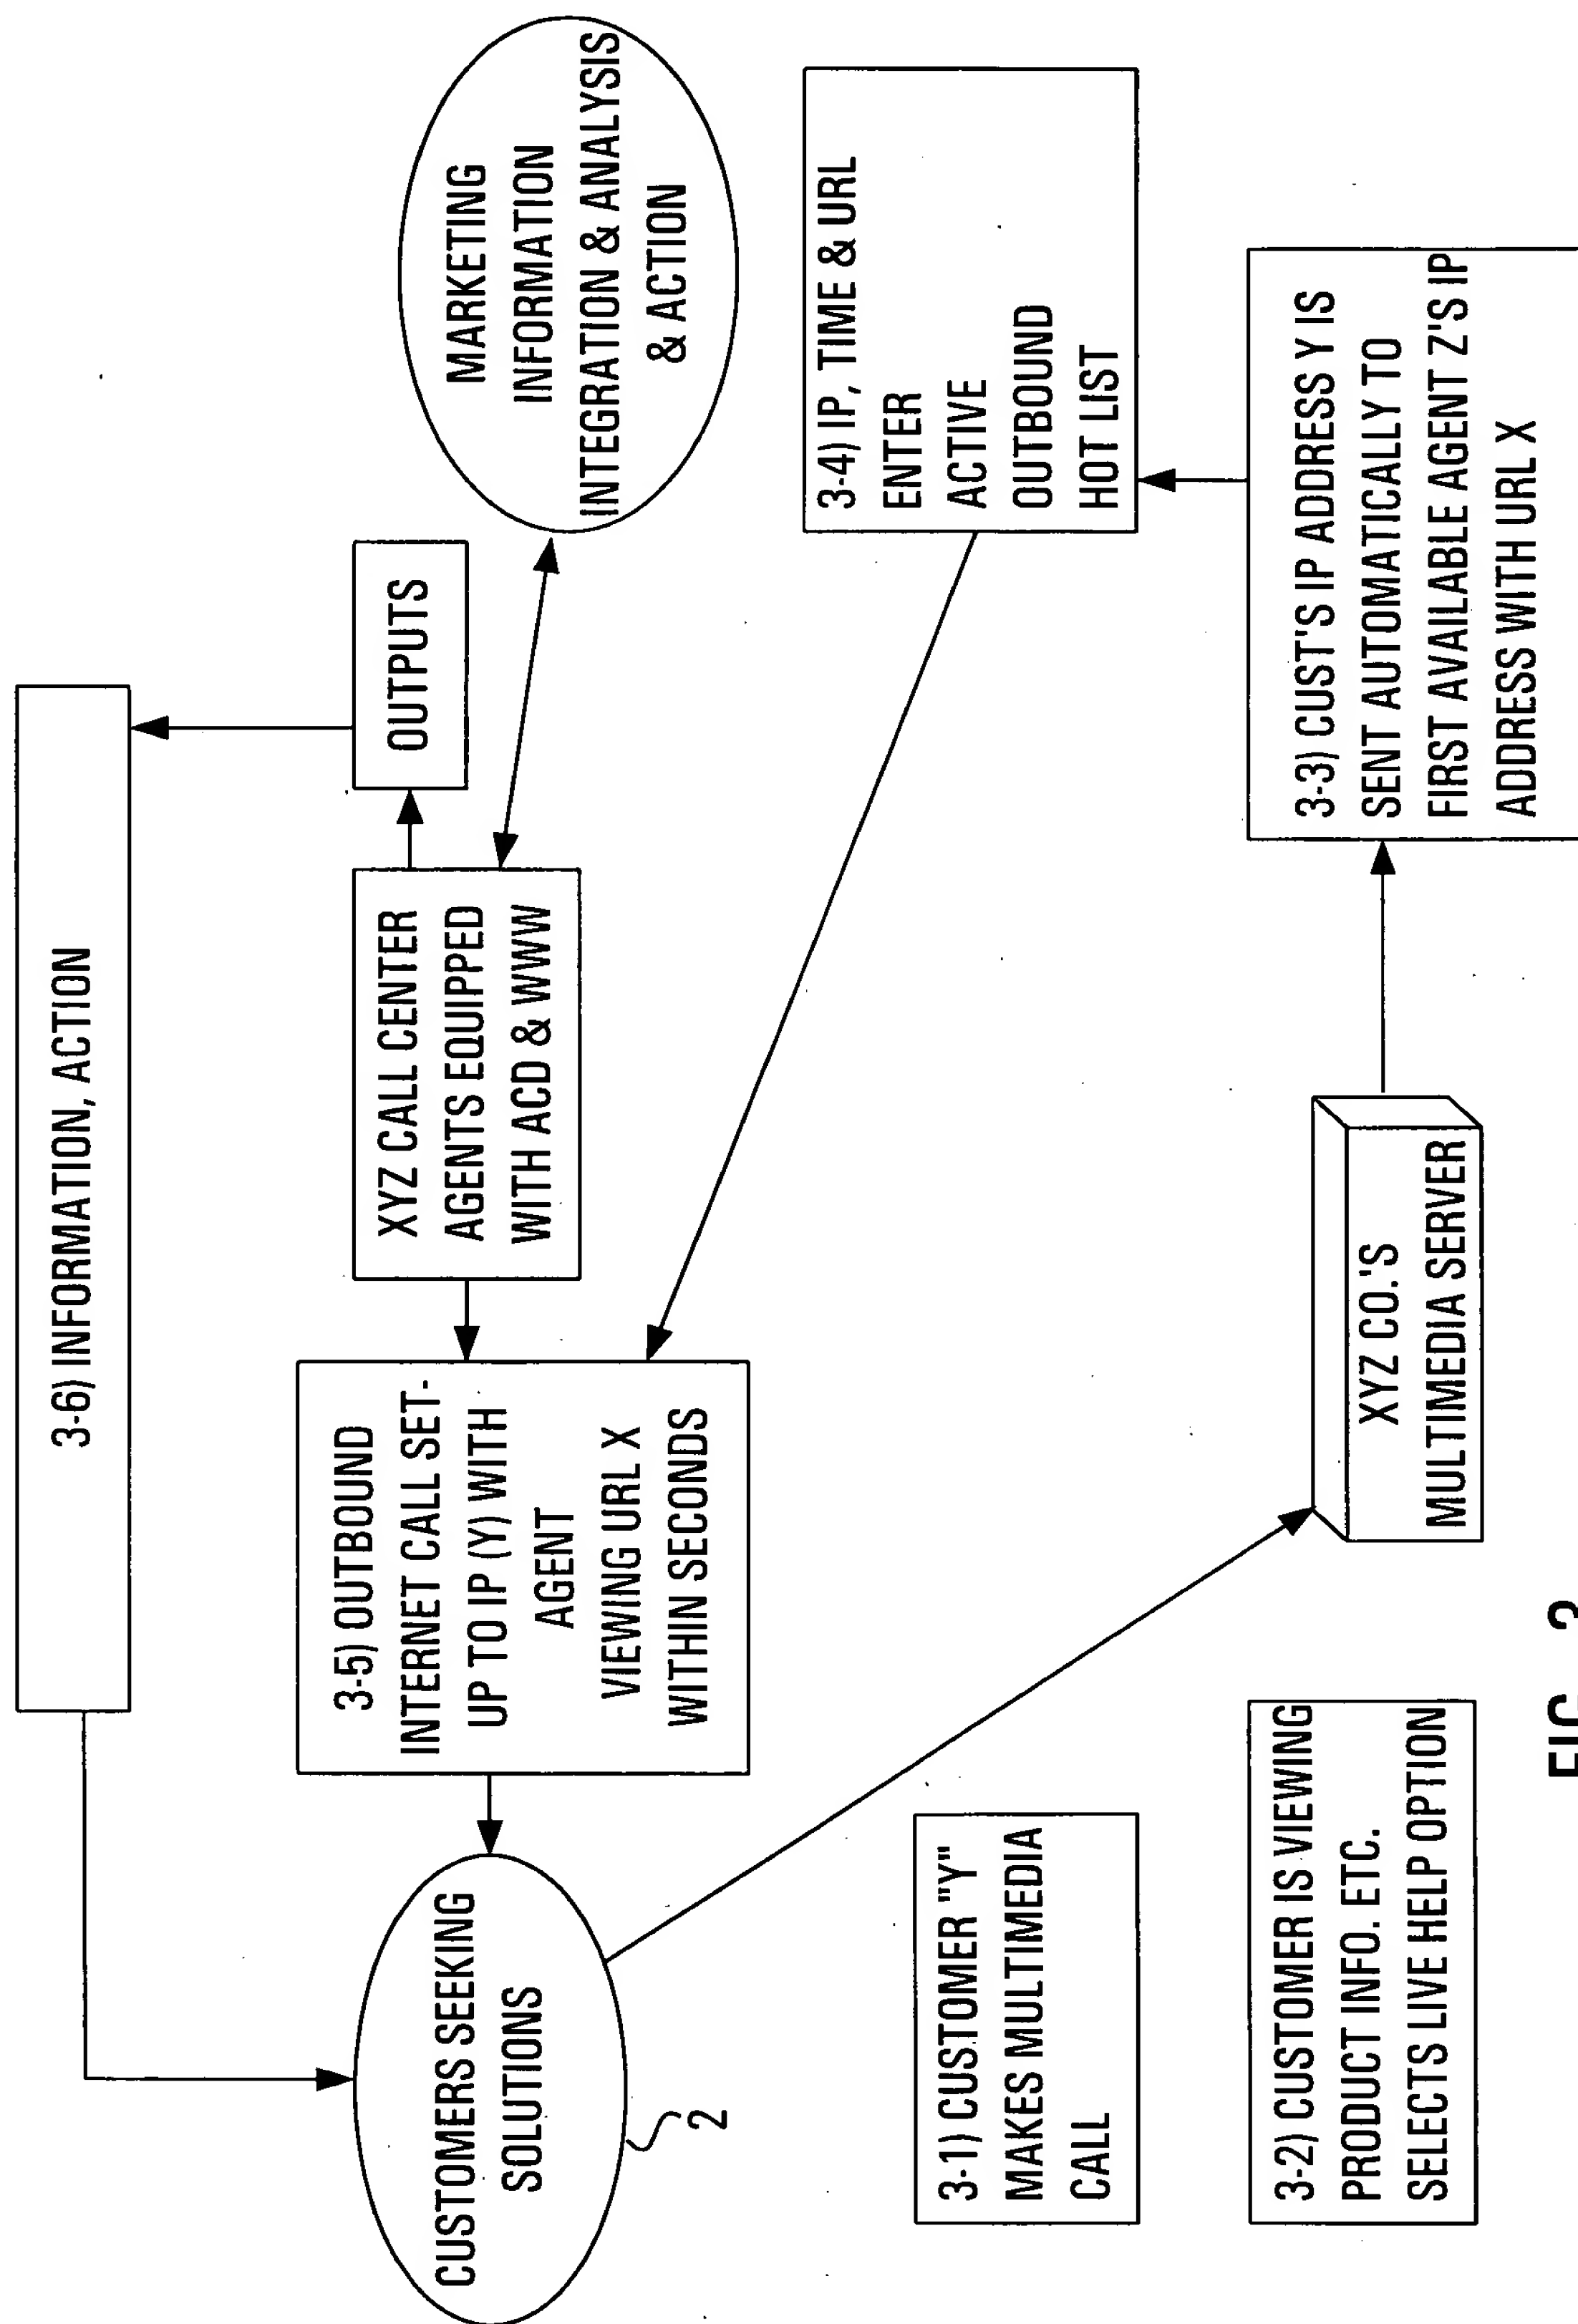 3-6) INFORMATION, ACTION
OUTPUTS
MARKETING
INFORMATION
INTEGRATION & ANALYSIS
& ACTION
XYZ CALL CENTER
AGENTS EQUIPPED
WITH ACD & WWW
3-5) OUTBOUND
INTERNET CALL SET-
UP TO IP (Y) WITH
AGENT
VIEWING URL X
WITHIN SECONDS
CUSTOMERS SEEKING
SOLUTIONS
2
3-4) IP, TIME & URL
ENTER
ACTIVE
OUTBOUND
HOT LIST
3-1) CUSTOMER "Y"
MAKES MULTIMEDIA
CALL
3-2) CUSTOMER IS VIEWING
PRODUCT INFO. ETC.
SELECTS LIVE HELP OPTION
XYZ CO.'S
MULTIMEDIA SERVER
3-3) CUST'S IP ADDRESS Y IS
SENT AUTOMATICALLY TO
FIRST AVAILABLE AGENT Z'S IP
ADDRESS WITH URL X
FIG.